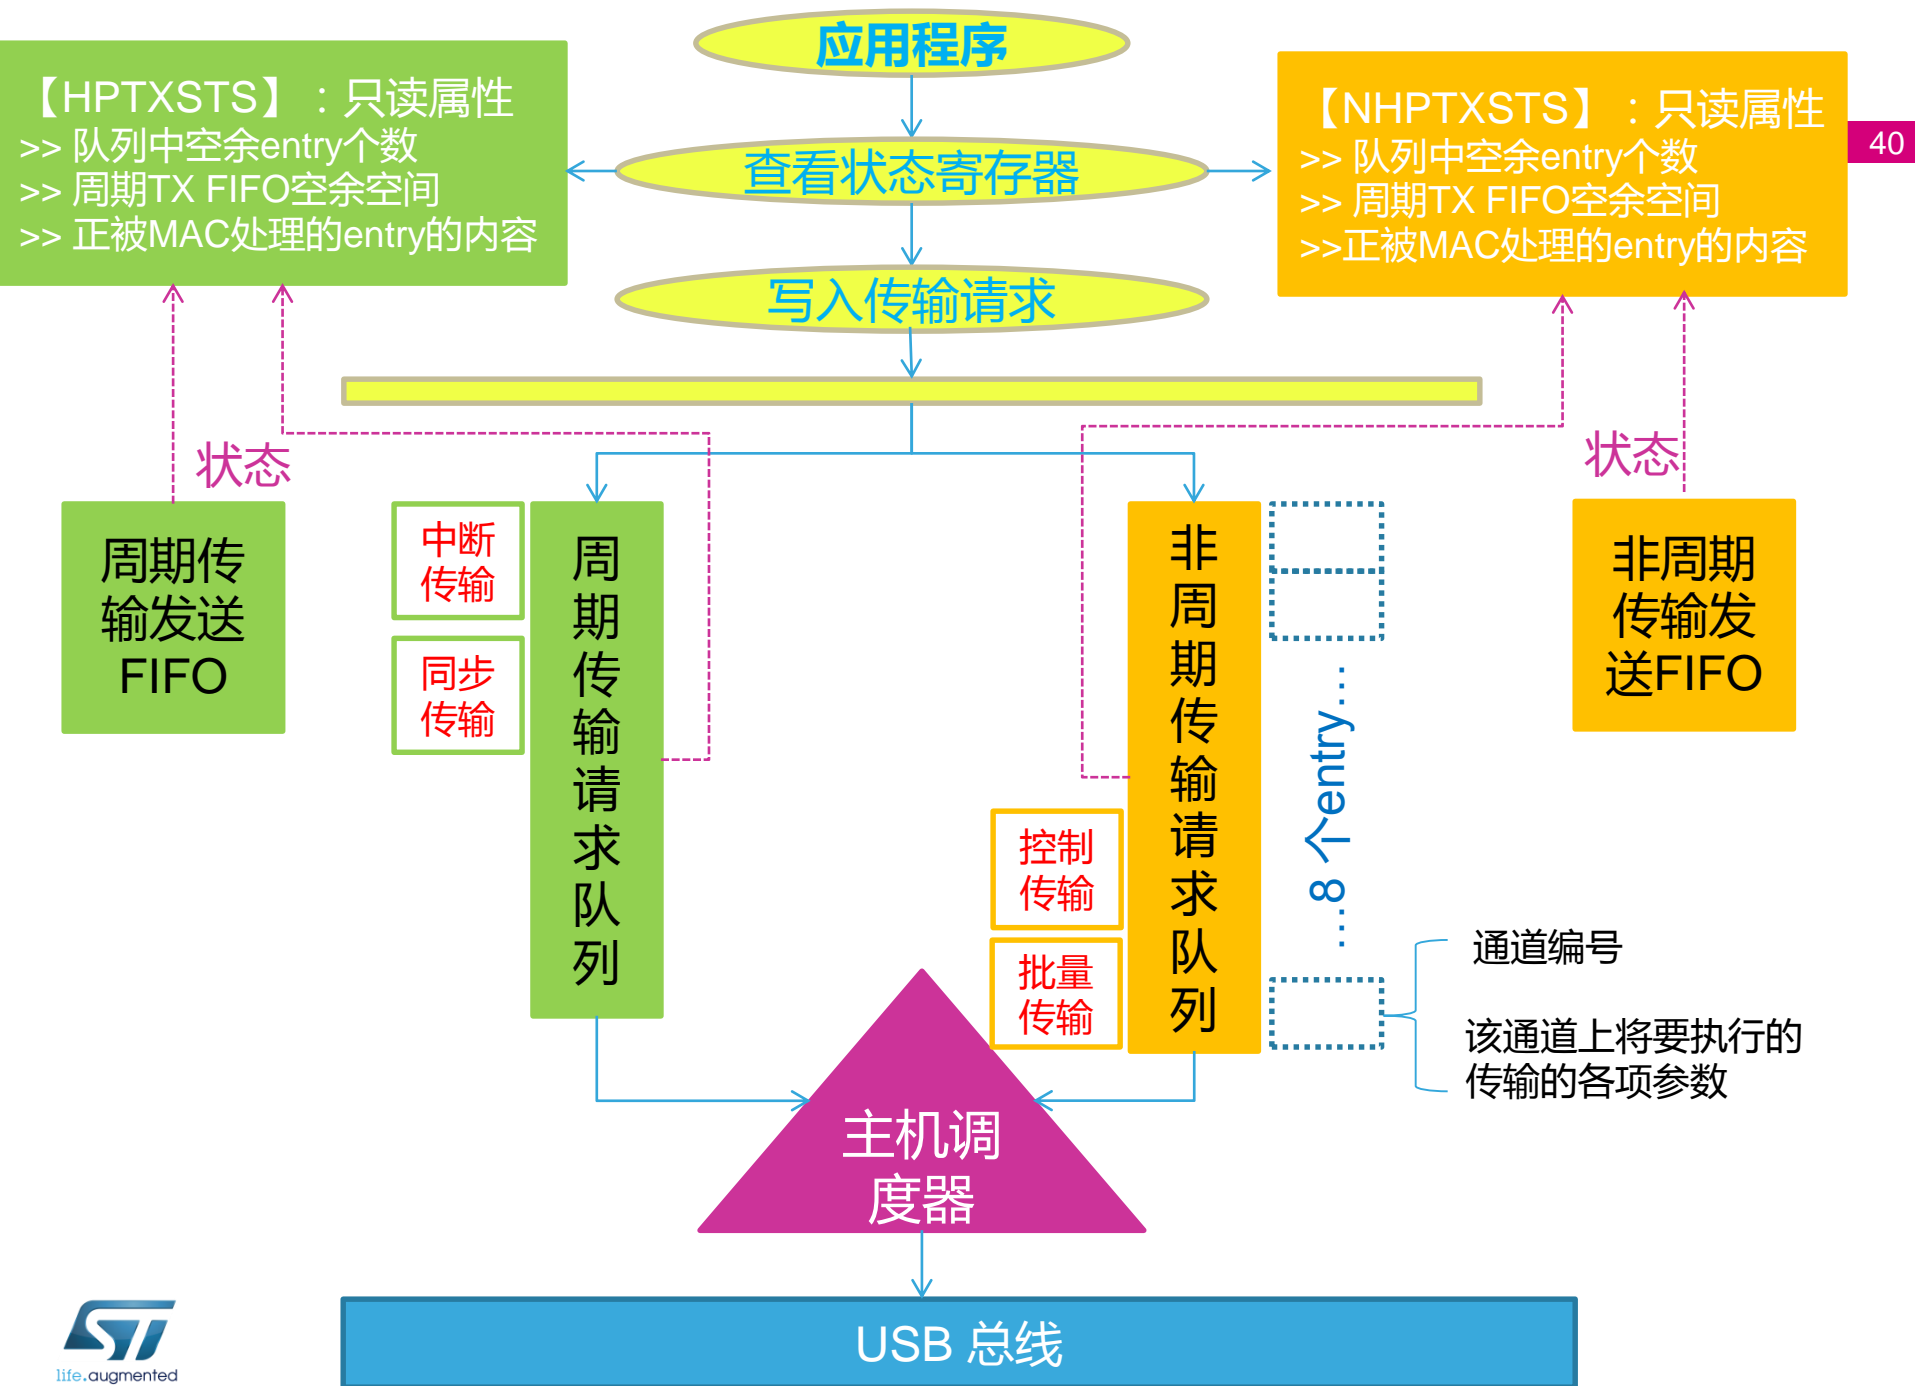 应用程序
【HPTXSTS】：只读属性
>> 队列中空余entry个数
>> 周期TX FIFO空余空间
>> 正被MAC处理的entry的内容
查看状态寄存器
【NHPTXSTS】：只读属性
>> 队列中空余entry个数
>> 周期TX FIFO空余空间
>>正被MAC处理的entry的内容
40
写入传输请求
状态
状态
周期传
输发送
FIFO
中断
传输
同步
传输
周
期
传
输
请
求
队
列
非
周
期
传
输
请
求
队
列
控制
传输
批量
传输
……8 个entry……
非周期
传输发
送FIFO
通道编号
该通道上将要执行的
传输的各项参数
主机调
度器
USB 总线
ST
life.augmented